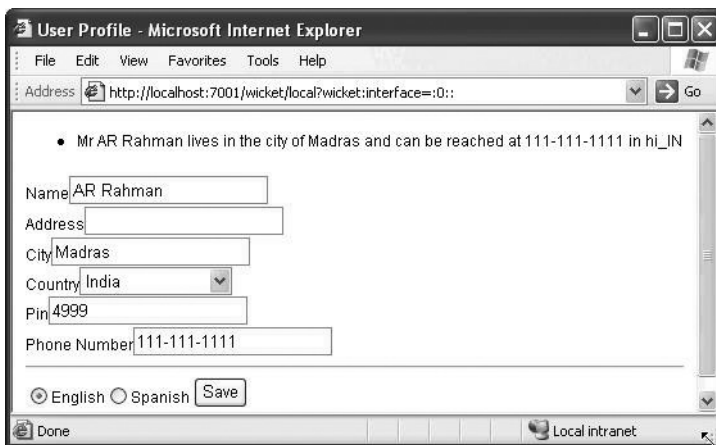 User Profile - Microsoft Internet Explorer
File Edit View Favorites Tools Help
Address http://localhost:7001/wicket/local?wicket:interface=:0:: Go
• Mr AR Rahman lives in the city of Madras and can be reached at 111-111-1111 in hi_IN
Name AR Rahman
Address
City Madras
Country India
Pin 4999
Phone Number 111-111-1111
English Spanish Save
Done Local intranet